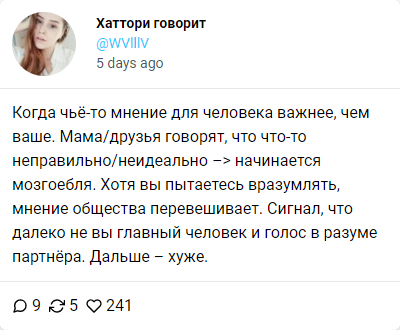 Хаттори говорит
@WVlllV
5 days ago
Когда чьё-то мнение для человека важнее, чем
ваше. Мама/друзья говорят, что что-то
неправильно/неидеально –> начинается
мозгоебля. Хотя вы пытаетесь вразумлять,
мнение общества перевешивает. Сигнал, что
далеко не вы главный человек и голос в разуме
партнёра. Дальше – хуже.
9 5 241